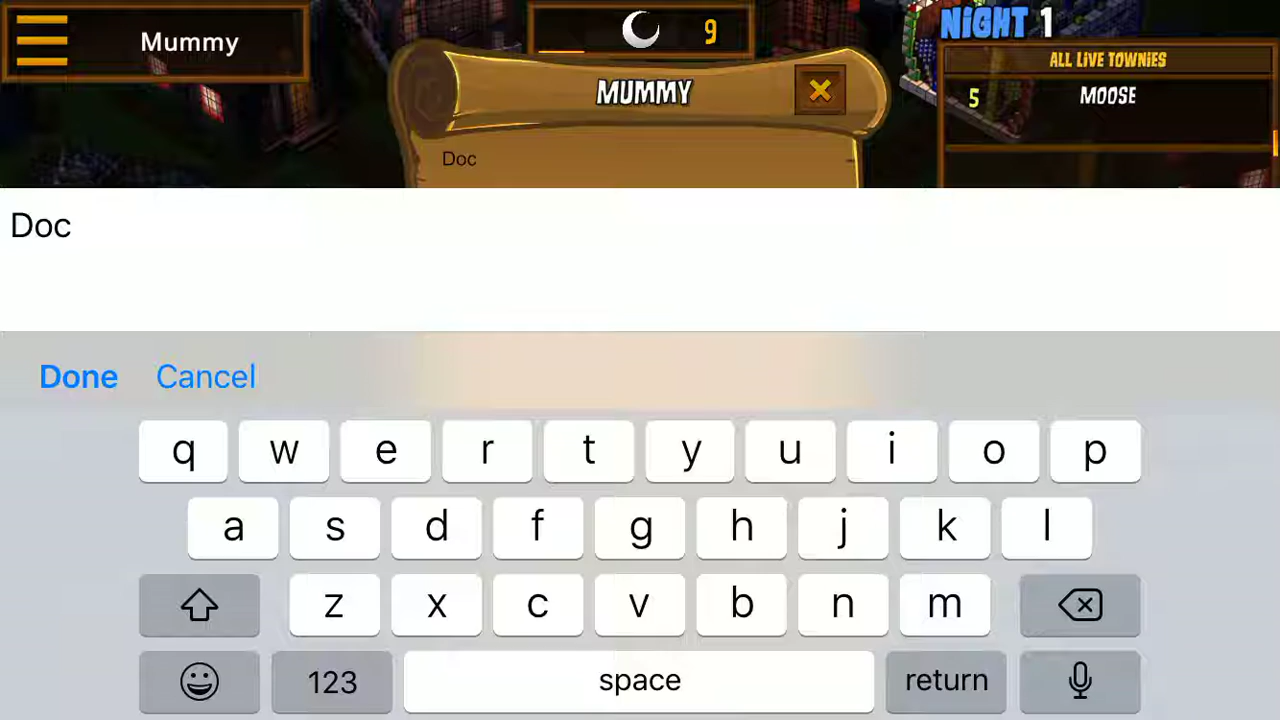 Mummy
9
NiGHT 1
ALL LiVE TOWNiES
5 MOOSE
MUMMY
Doc
Doc
Done Cancel
q w e r t y u i o p
a s d f g h j k l
z x c v b n m
123 space return